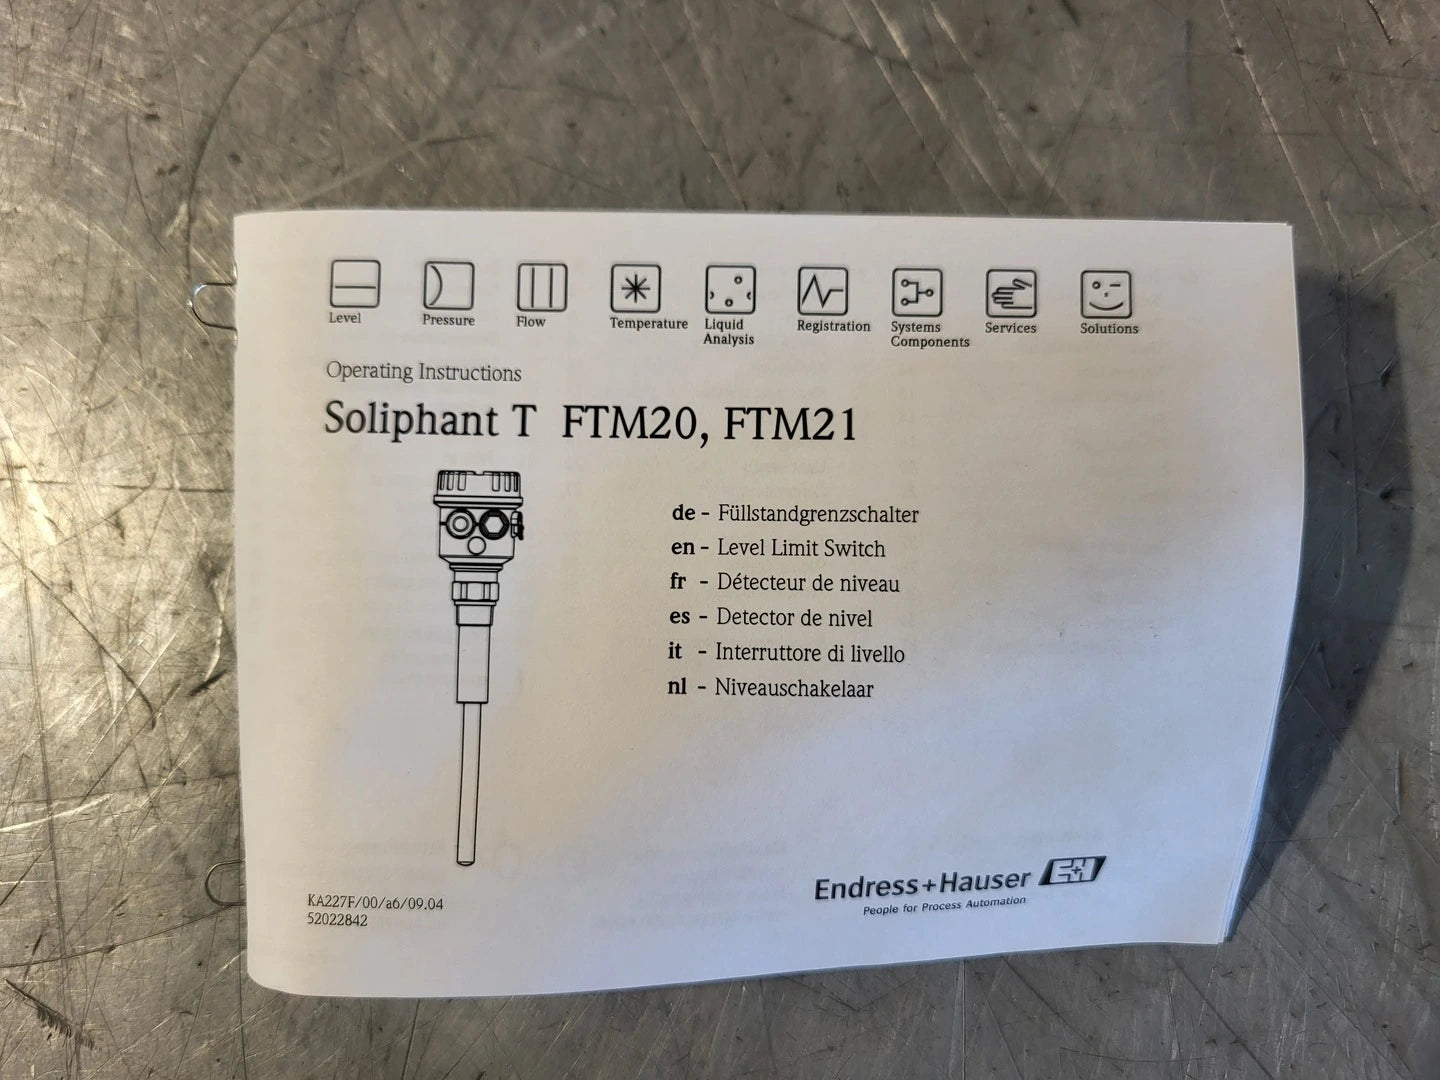 Level
Pressure
Flow
Temperature
Liquid
Analysis
Registration
Systems
Components
Services
Solutions
Operating Instructions
Soliphant T FTM20, FTM21
de - Füllstandgrenzschalter
en - Level Limit Switch
fr - Détecteur de niveau
es - Detector de nivel
it - Interruttore di livello
nl - Niveauschakelaar
KA227F/00/a6/09.04
52022842
Endress+Hauser
E+H
People for Process Automation